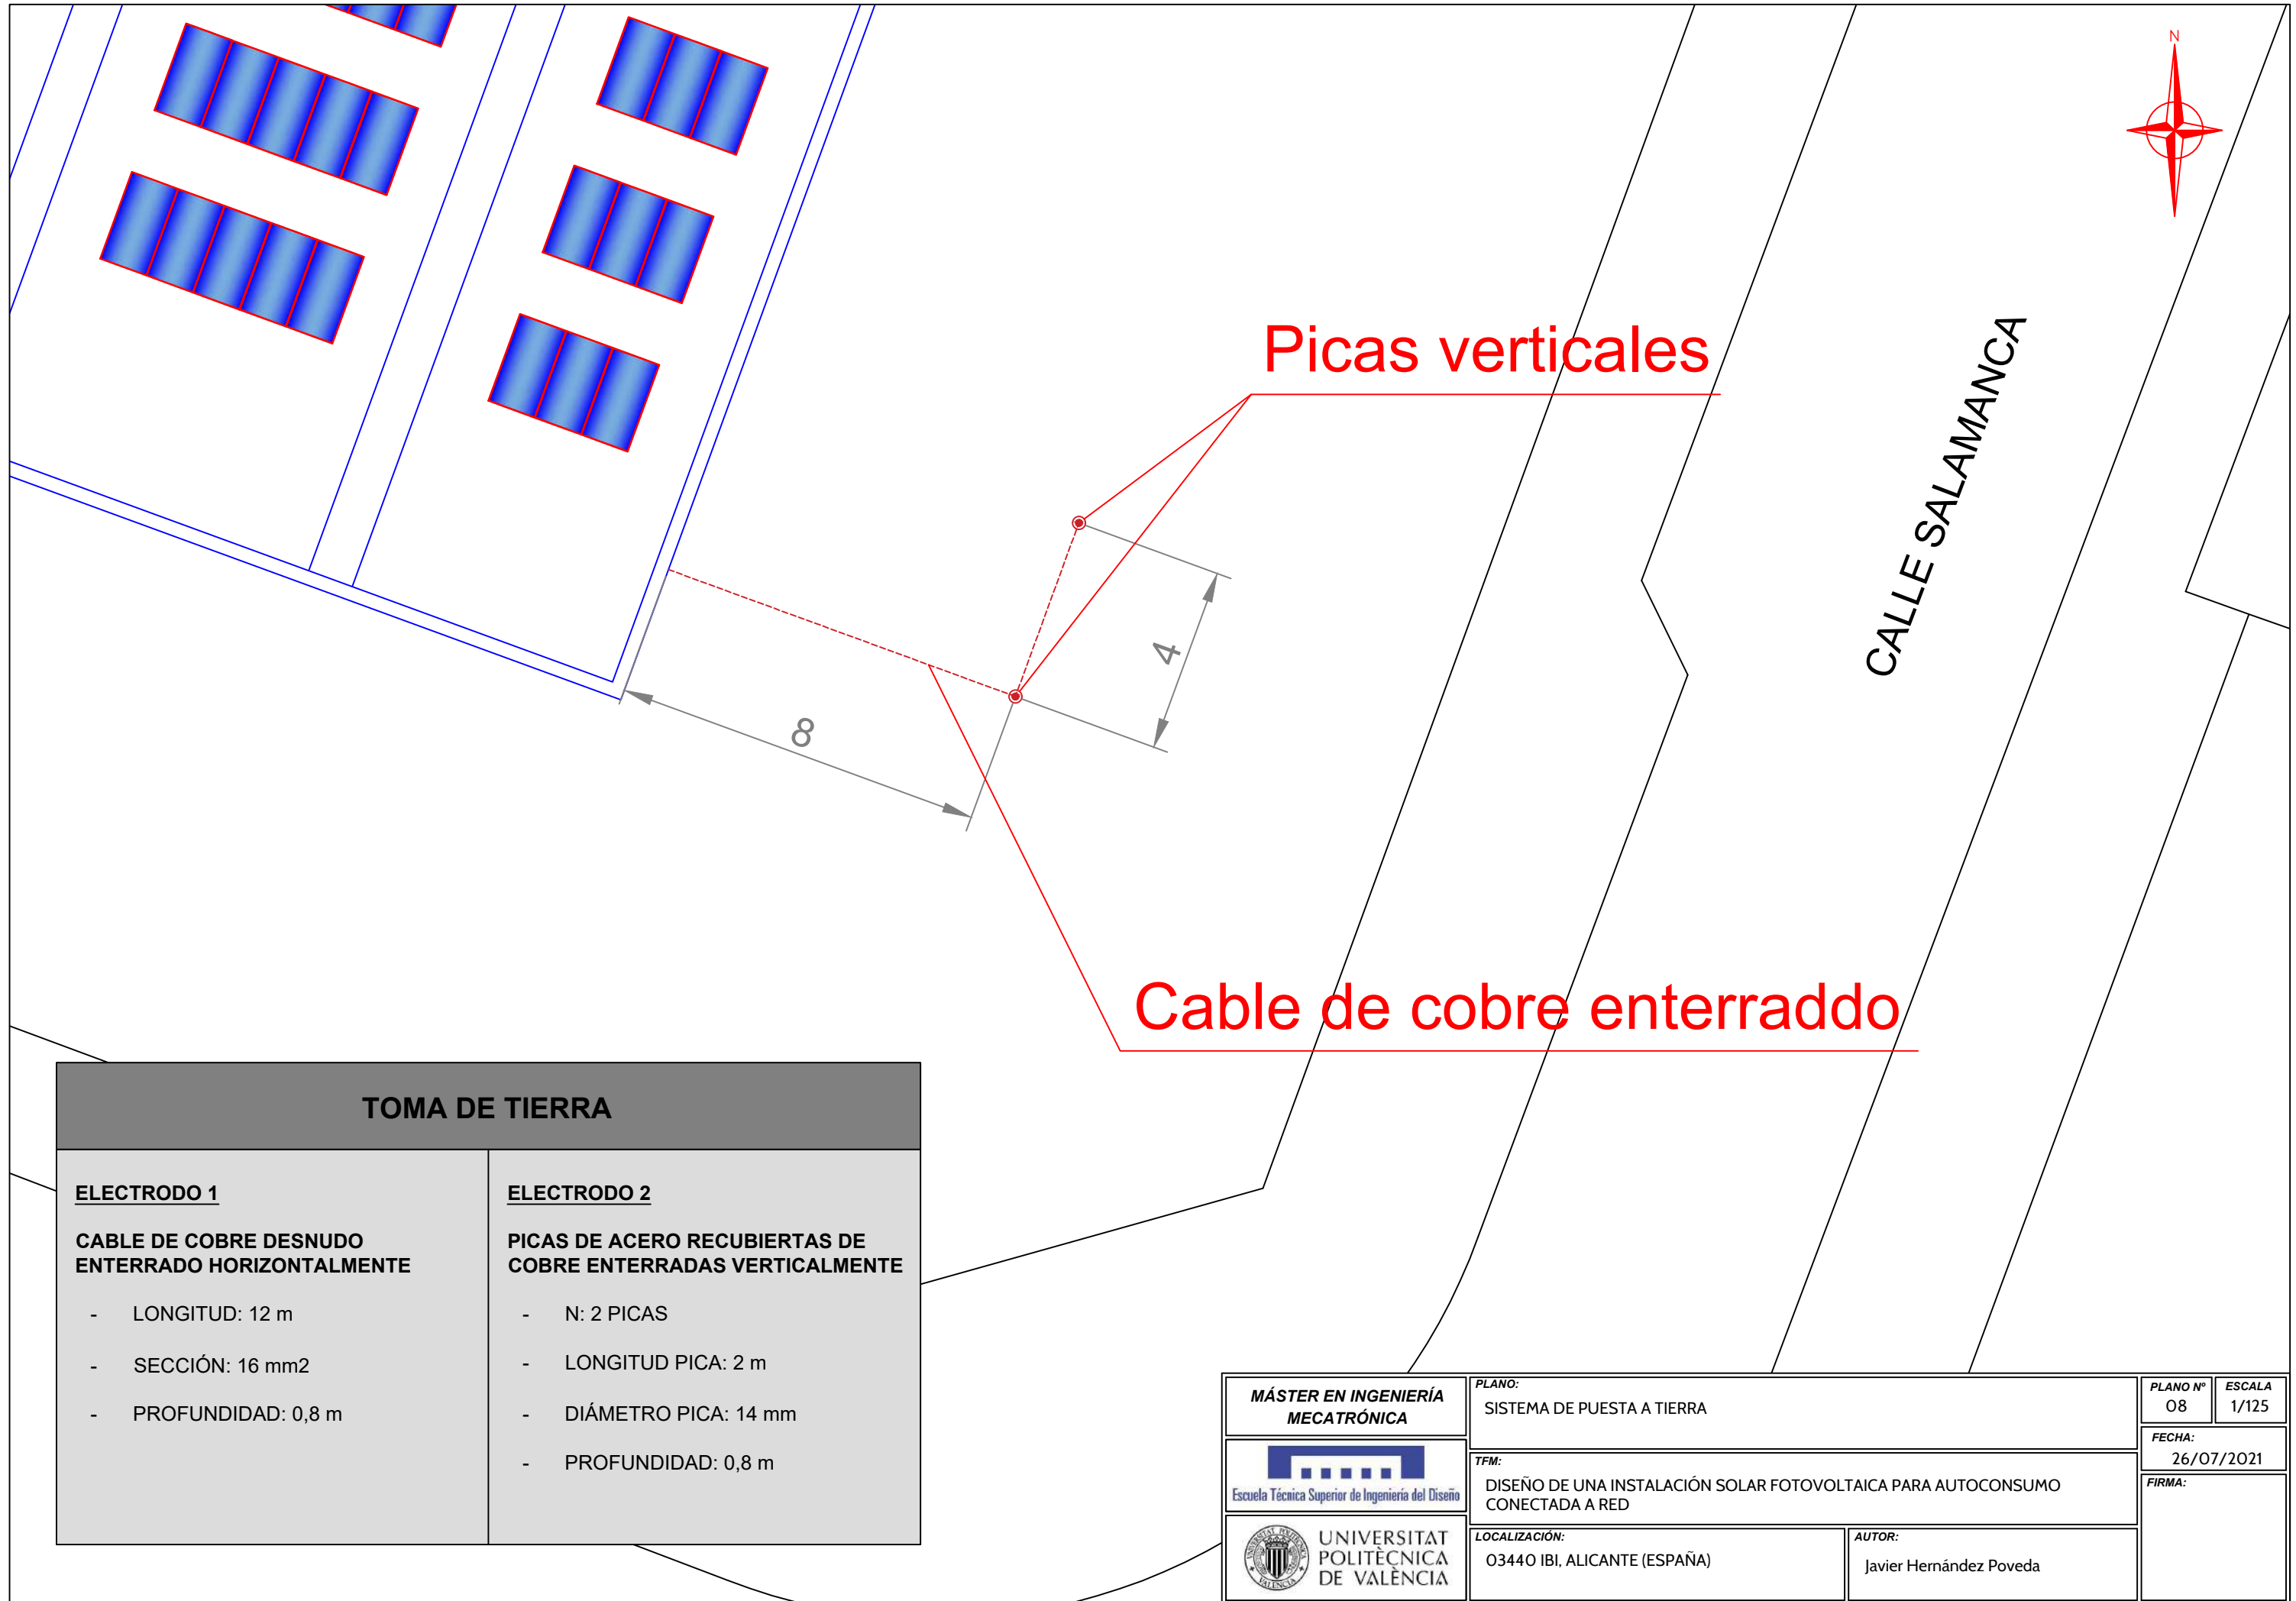 N
Picas verticales
CALLE SALAMANCA
4
8
Cable de cobre enterraddo
TOMA DE TIERRA
ELECTRODO 1
CABLE DE COBRE DESNUDO
ENTERRADO HORIZONTALMENTE
- LONGITUD: 12 m
- SECCIÓN: 16 mm2
- PROFUNDIDAD: 0,8 m
ELECTRODO 2
PICAS DE ACERO RECUBIERTAS DE
COBRE ENTERRADAS VERTICALMENTE
- N: 2 PICAS
- LONGITUD PICA: 2 m
- DIÁMETRO PICA: 14 mm
- PROFUNDIDAD: 0,8 m
MÁSTER EN INGENIERÍA
MECATRÓNICA
Escuela Técnica Superior de Ingeniería del Diseño
UNIVERSITAT
POLITÈCNICA
DE VALÈNCIA
PLANO:
SISTEMA DE PUESTA A TIERRA
TFM:
DISEÑO DE UNA INSTALACIÓN SOLAR FOTOVOLTAICA PARA AUTOCONSUMO
CONECTADA A RED
LOCALIZACIÓN:
03440 IBI, ALICANTE (ESPAÑA)
AUTOR:
Javier Hernández Poveda
PLANO Nº
08
ESCALA
1/125
FECHA:
26/07/2021
FIRMA: